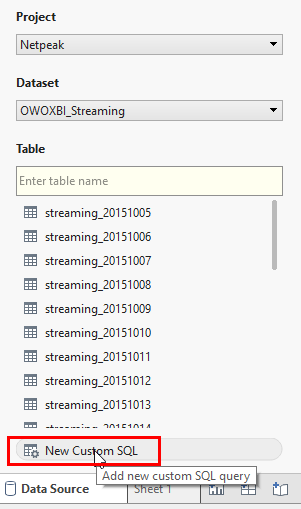 Project
Netpeak
Dataset
OWOXBI_Streaming
Table
Enter table name
streaming_20151005
streaming_20151006
streaming_20151007
streaming_20151008
streaming_20151009
streaming_20151010
streaming_20151011
streaming_20151012
streaming_20151013
streaming_20151014
New Custom SQL
Add new custom SQL query
Data Source
Sheet 1